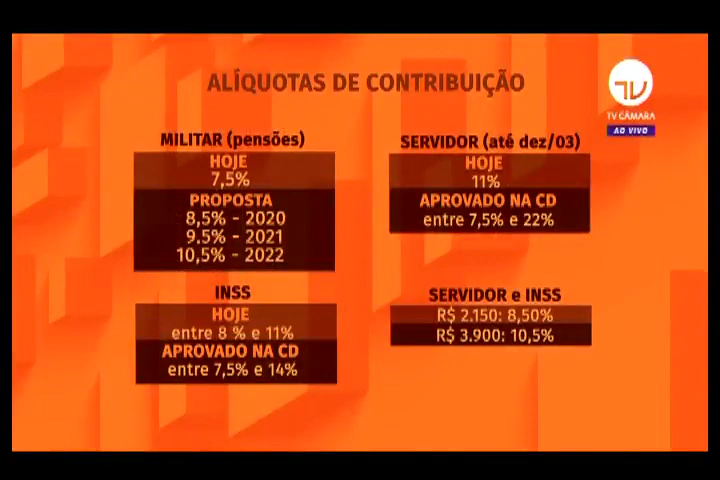 ALÍQUOTAS DE CONTRIBUIÇÃO
TV CÂMARA
AO VIVO
MILITAR (pensões)
HOJE
7,5%
PROPOSTA
8,5% - 2020
9.5% - 2021
10,5% - 2022
SERVIDOR (até dez/03)
HOJE
11%
APROVADO NA CD
entre 7,5% e 22%
INSS
HOJE
entre 8 % e 11%
APROVADO NA CD
entre 7,5% e 14%
SERVIDOR e INSS
R$ 2.150: 8,50%
R$ 3.900: 10,5%